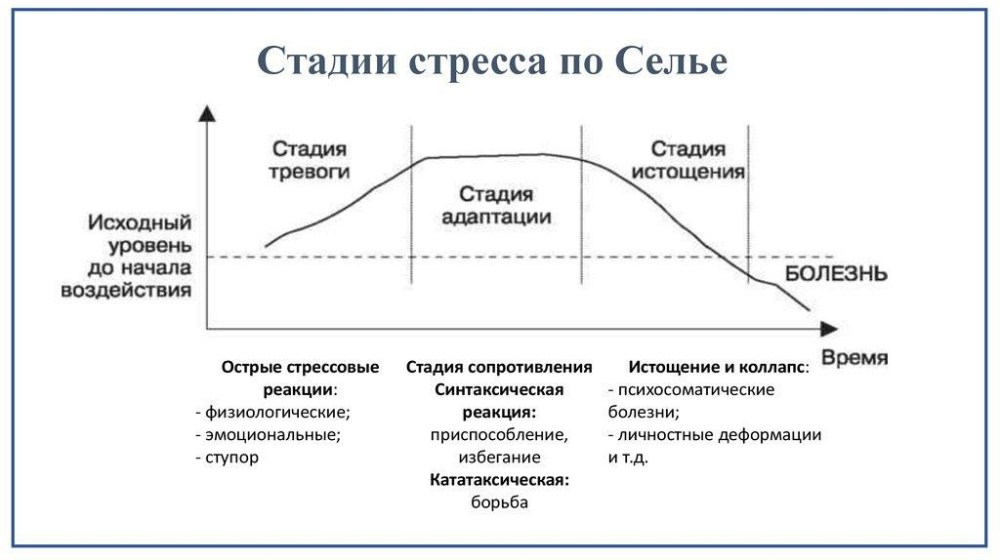 Стадии стресса по Селье
Стадия
тревоги
Стадия
адаптации
Стадия
истощения
Исходный
уровень
до начала
воздействия
БОЛЕЗНЬ
Время
Острые стрессовые
реакции:
- физиологические;
- эмоциональные;
- ступор
Стадия сопротивления
Синтаксическая
реакция:
приспособление,
избегание
Кататаксическая:
борьба
Истощение и коллапс:
- психосоматические
болезни;
- личностные деформации
и т.д.